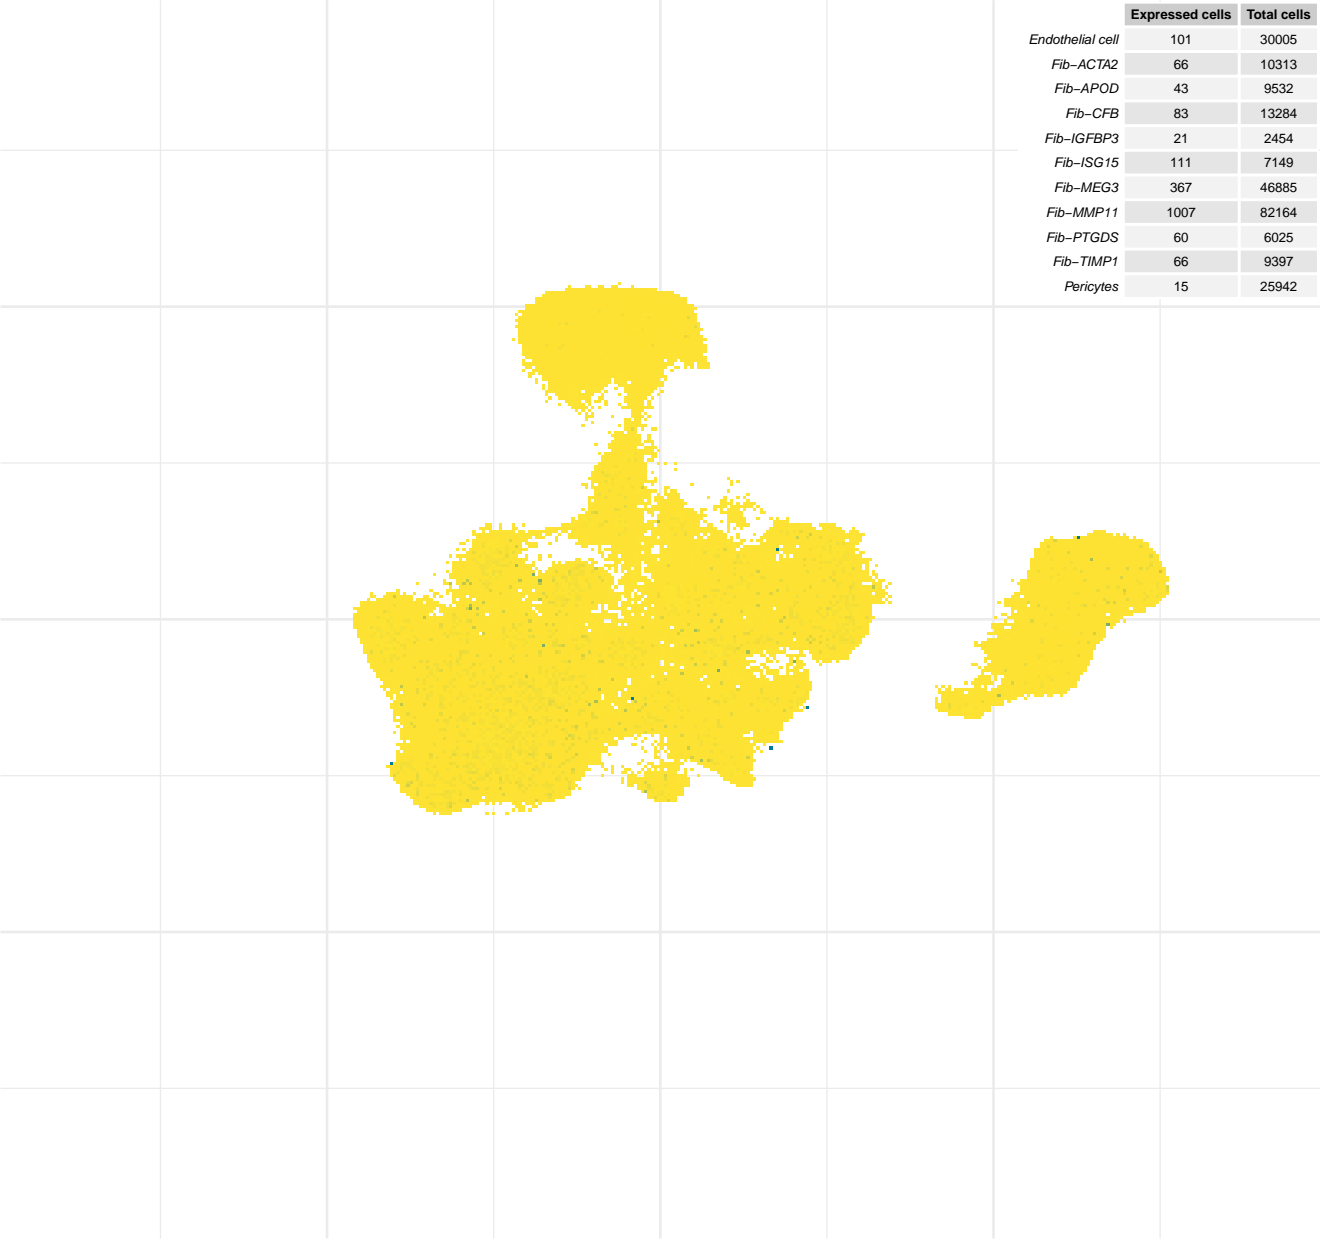 Expressed cells Total cells
Endothelial cell 101 30005
Fib−ACTA2 66 10313
Fib−APOD 43 9532
Fib−CFB 83 13284
Fib−IGFBP3 21 2454
Fib−ISG15 111 7149
Fib−MEG3 367 46885
Fib−MMP11 1007 82164
Fib−PTGDS 60 6025
Fib−TIMP1 66 9397
Pericytes 15 25942